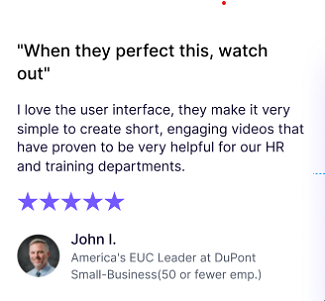 "When they perfect this, watch
out"
I love the user interface, they make it very
simple to create short, engaging videos that
have proven to be very helpful for our HR
and training departments.
John I.
America's EUC Leader at DuPont
Small-Business(50 or fewer emp.)